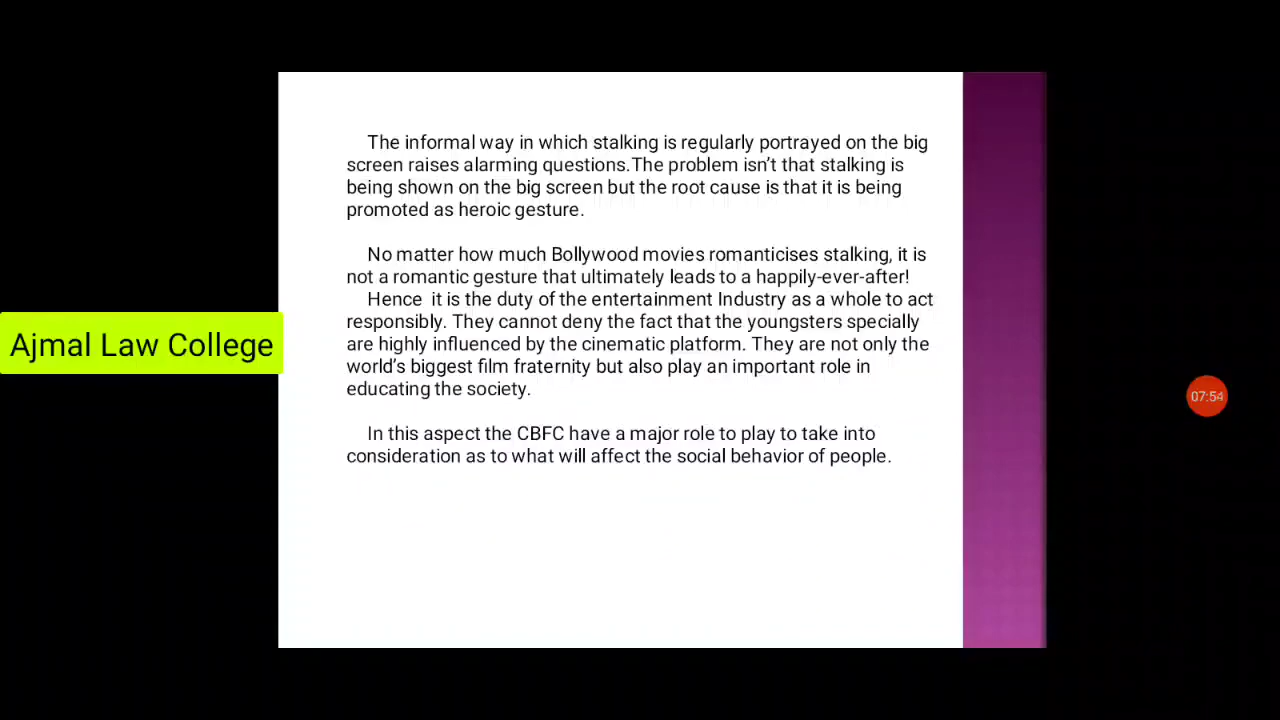 The informal way in which stalking is regularly portrayed on the big
screen raises alarming questions.The problem isn't that stalking is
being shown on the big screen but the root cause is that it is being
promoted as heroic gesture.
No matter how much Bollywood movies romanticises stalking, it is
not a romantic gesture that ultimately leads to a happily-ever-after!
Hence  it is the duty of the entertainment Industry as a whole to act
responsibly. They cannot deny the fact that the youngsters specially
are highly influenced by the cinematic platform. They are not only the
world's biggest film fraternity but also play an important role in
educating the society.
In this aspect the CBFC have a major role to play to take into
consideration as to what will affect the social behavior of people.
Ajmal Law College
07:54